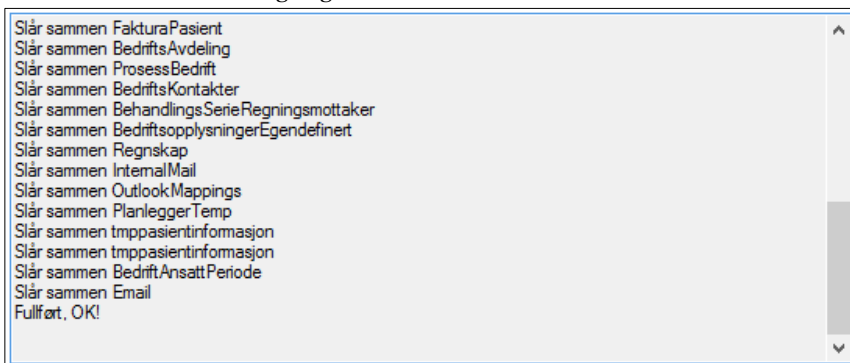 Slår sammen FakturaPasient
Slår sammen BedriftsAvdeling
Slår sammen ProsessBedrift
Slår sammen BedriftsKontakter
Slår sammen BehandlingsSerieRegningsmottaker
Slår sammen BedriftsopplysningerEgendefinert
Slår sammen Regnskap
Slår sammen InternalMail
Slår sammen OutlookMappings
Slår sammen PlanleggerTemp
Slår sammen tmppasientinformasjon
Slår sammen tmppasientinformasjon
Slår sammen BedriftAnsattPeriode
Slår sammen Email
Fullført, OK!